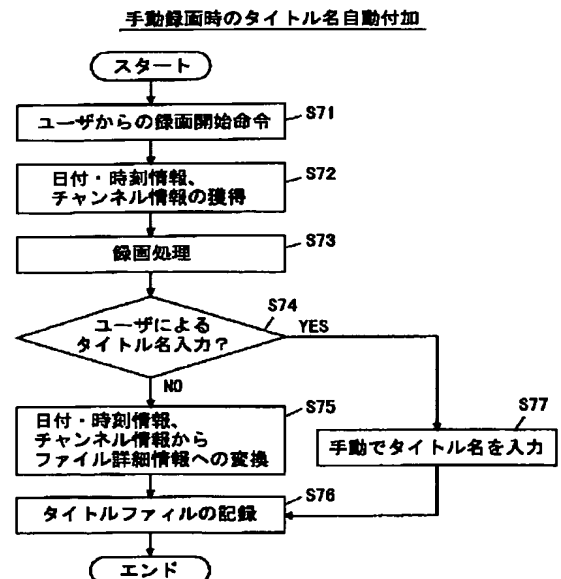 手動録画時のタイトル名自動付加
スタート
S71
ユーザからの録画開始命令
S72
日付・時刻情報、
チャンネル情報の獲得
S73
録画処理
S74
ユーザによる
タイトル名入力？
YES
NO
S75
日付・時刻情報、
チャンネル情報から
ファイル詳細情報への変換
S77
手動でタイトル名を入力
S76
タイトルファィルの記録
エンド